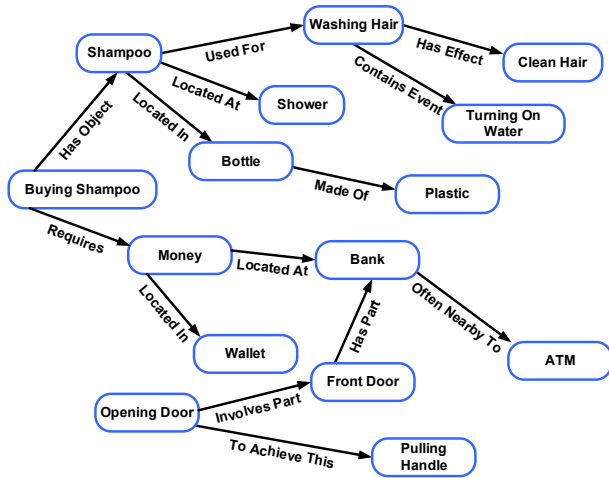 Washing Hair
Shampoo
Used For
Has Effect
Clean Hair
Located At
Contains Event
Shower
Turning On
Water
Has Object
Located In
Bottle
Buying Shampoo
Made Of
Plastic
Requires
Money
Located At
Bank
Located In
Often Nearby To
Has Part
Wallet
ATM
Front Door
Opening Door
Involves Part
To Achieve This
Pulling
Handle